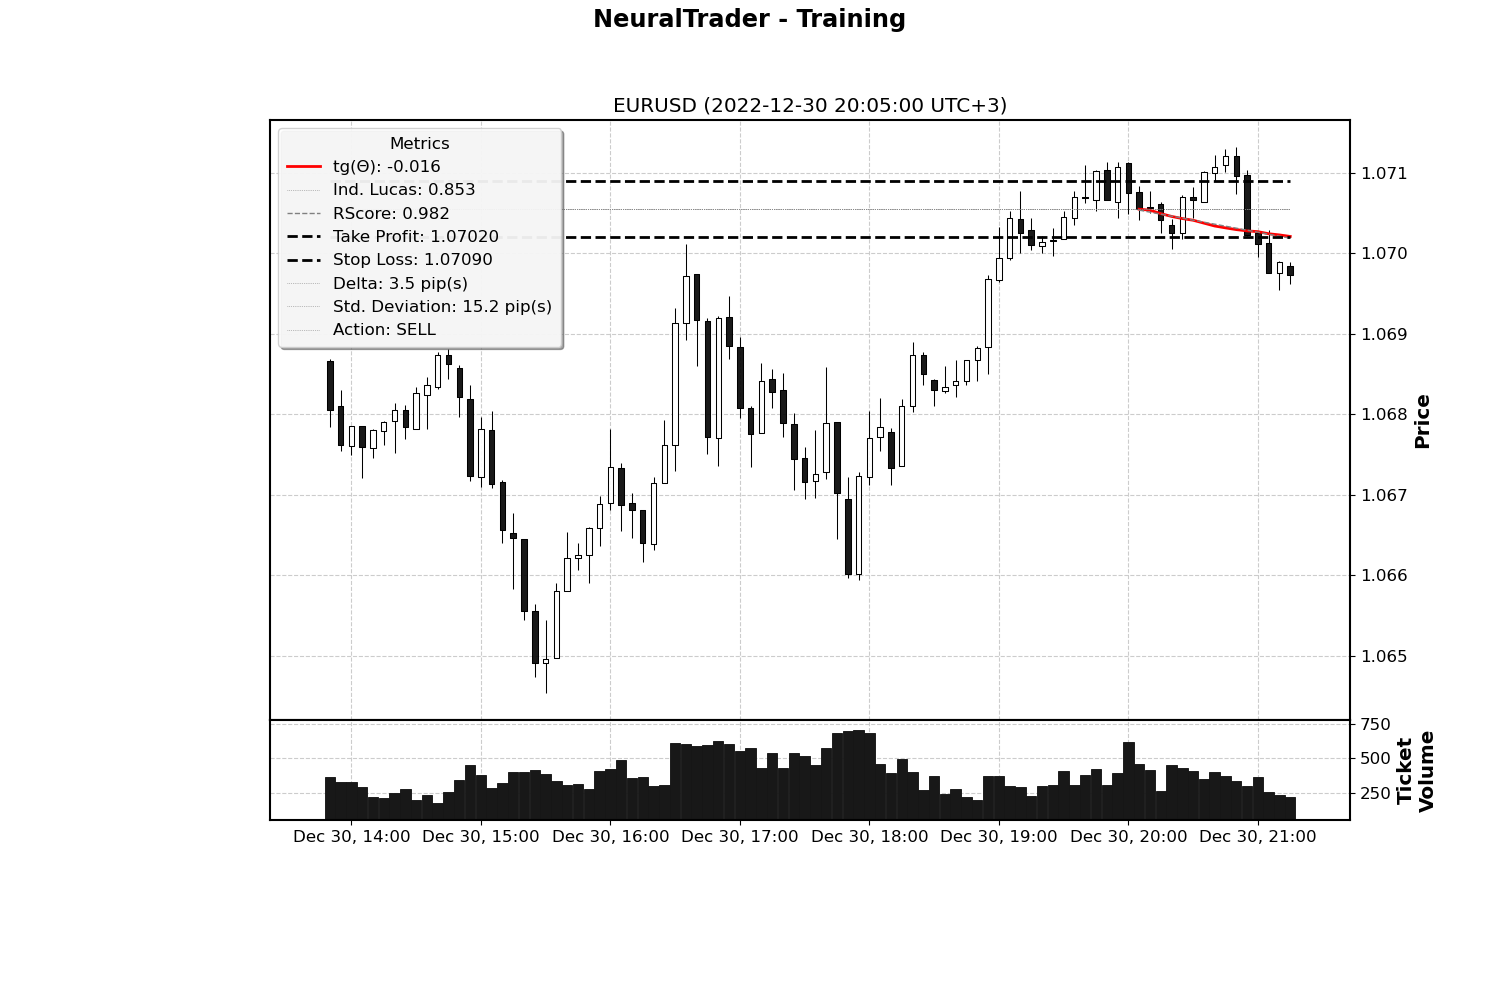 NeuralTrader - Training
EURUSD (2022-12-30 20:05:00 UTC+3)
Metrics
tg(Θ): -0.016
Ind. Lucas: 0.853
RScore: 0.982
Take Profit: 1.07020
Stop Loss: 1.07090
Delta: 3.5 pip(s)
Std. Deviation: 15.2 pip(s)
Action: SELL
1.071
1.070
1.069
1.068
1.067
1.066
1.065
Price
750
500
250
Ticket
Volume
Dec 30, 14:00 Dec 30, 15:00 Dec 30, 16:00 Dec 30, 17:00 Dec 30, 18:00 Dec 30, 19:00 Dec 30, 20:00 Dec 30, 21:00